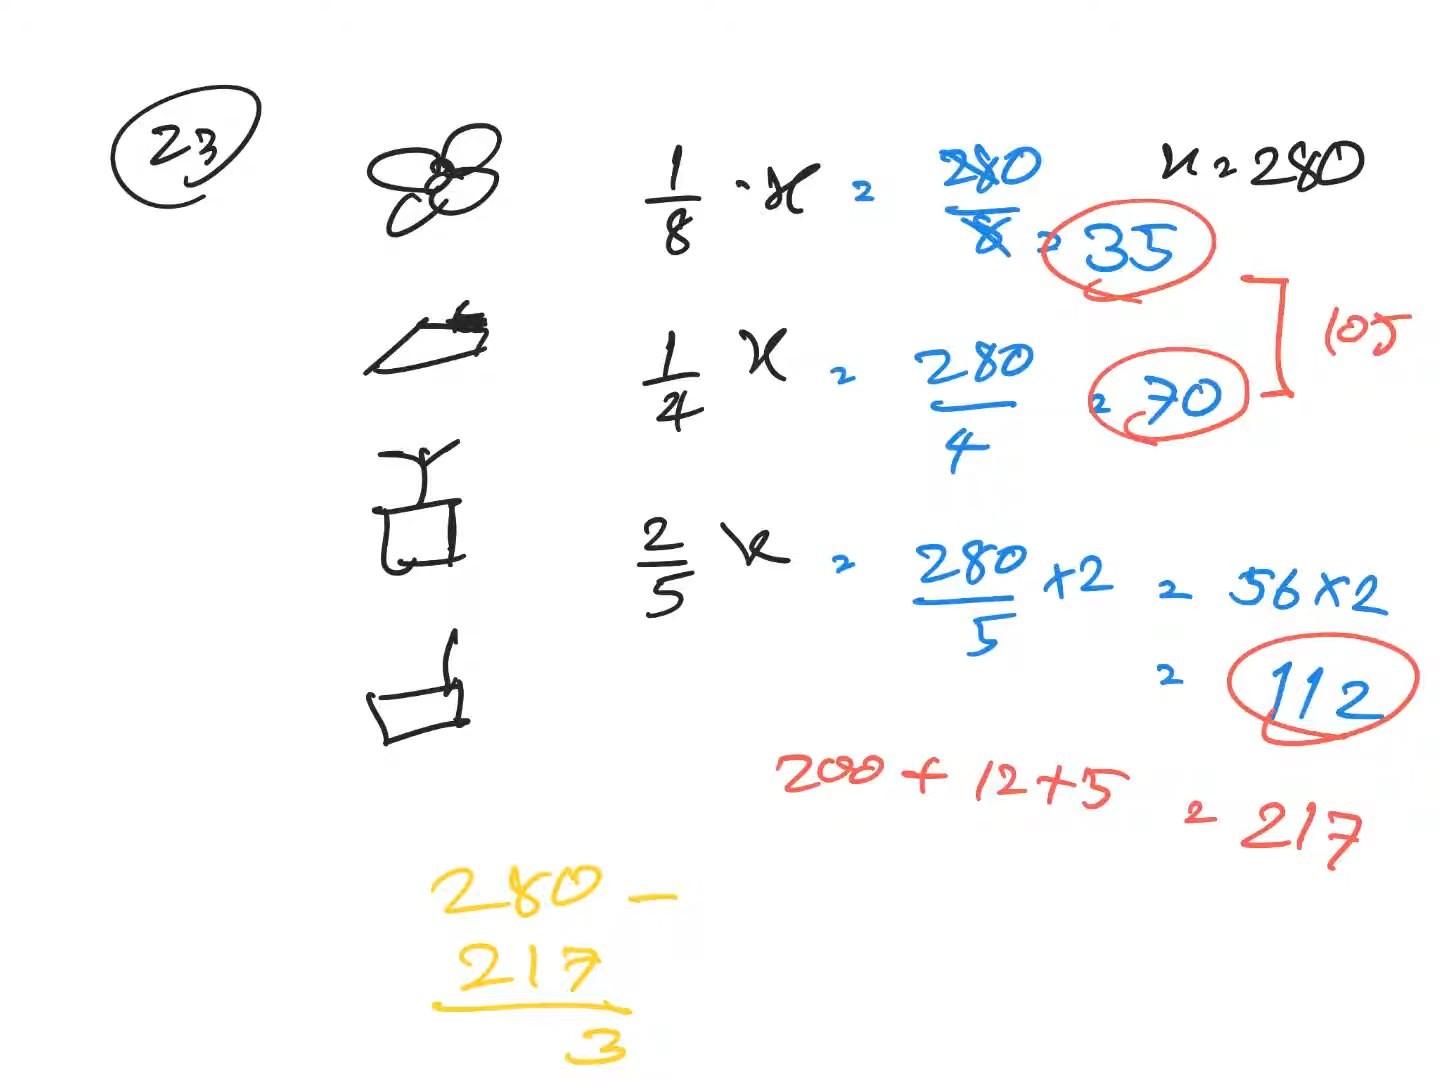 23
1/8 · x = 280/8 = 35
x = 280
105
1/4 x = 280/4 = 70
2/5 x = 280/5 × 2 = 56 × 2
= 112
200 + 12 + 5 = 217
280 -
217
3